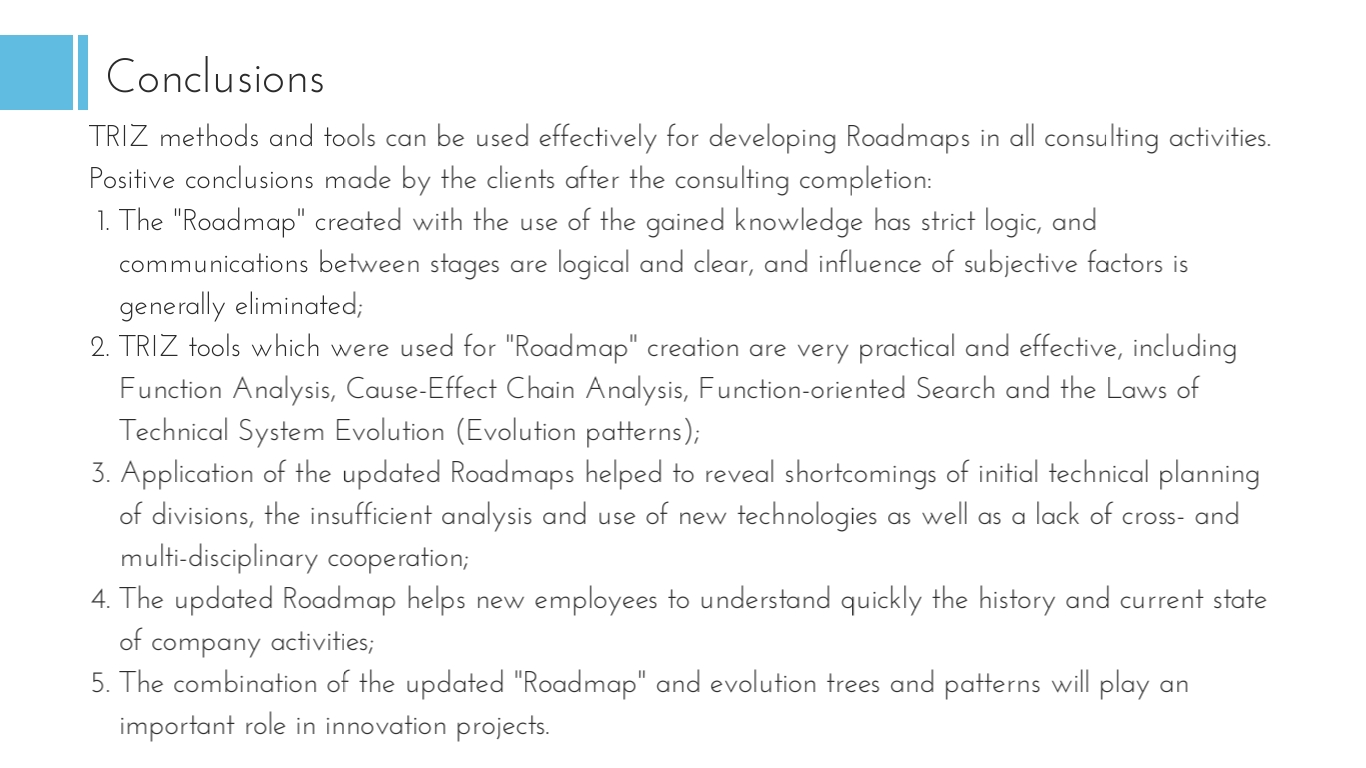 Conclusions
TRIZ methods and tools can be used effectively for developing Roadmaps in all consulting activities.
Positive conclusions made by the clients after the consulting completion:
1. The "Roadmap" created with the use of the gained knowledge has strict logic, and
communications between stages are logical and clear, and influence of subjective factors is
generally eliminated;
2. TRIZ tools which were used for "Roadmap" creation are very practical and effective, including
Function Analysis, Cause-Effect Chain Analysis, Function-oriented Search and the Laws of
Technical System Evolution (Evolution patterns);
3. Application of the updated Roadmaps helped to reveal shortcomings of initial technical planning
of divisions, the insufficient analysis and use of new technologies as well as a lack of cross- and
multi-disciplinary cooperation;
4. The updated Roadmap helps new employees to understand quickly the history and current state
of company activities;
5. The combination of the updated "Roadmap" and evolution trees and patterns will play an
important role in innovation projects.